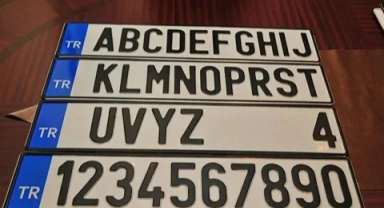 TR ABCDEFGHIJ
TR KLMNOPRST
TR UVYZ 4
TR 1234567890